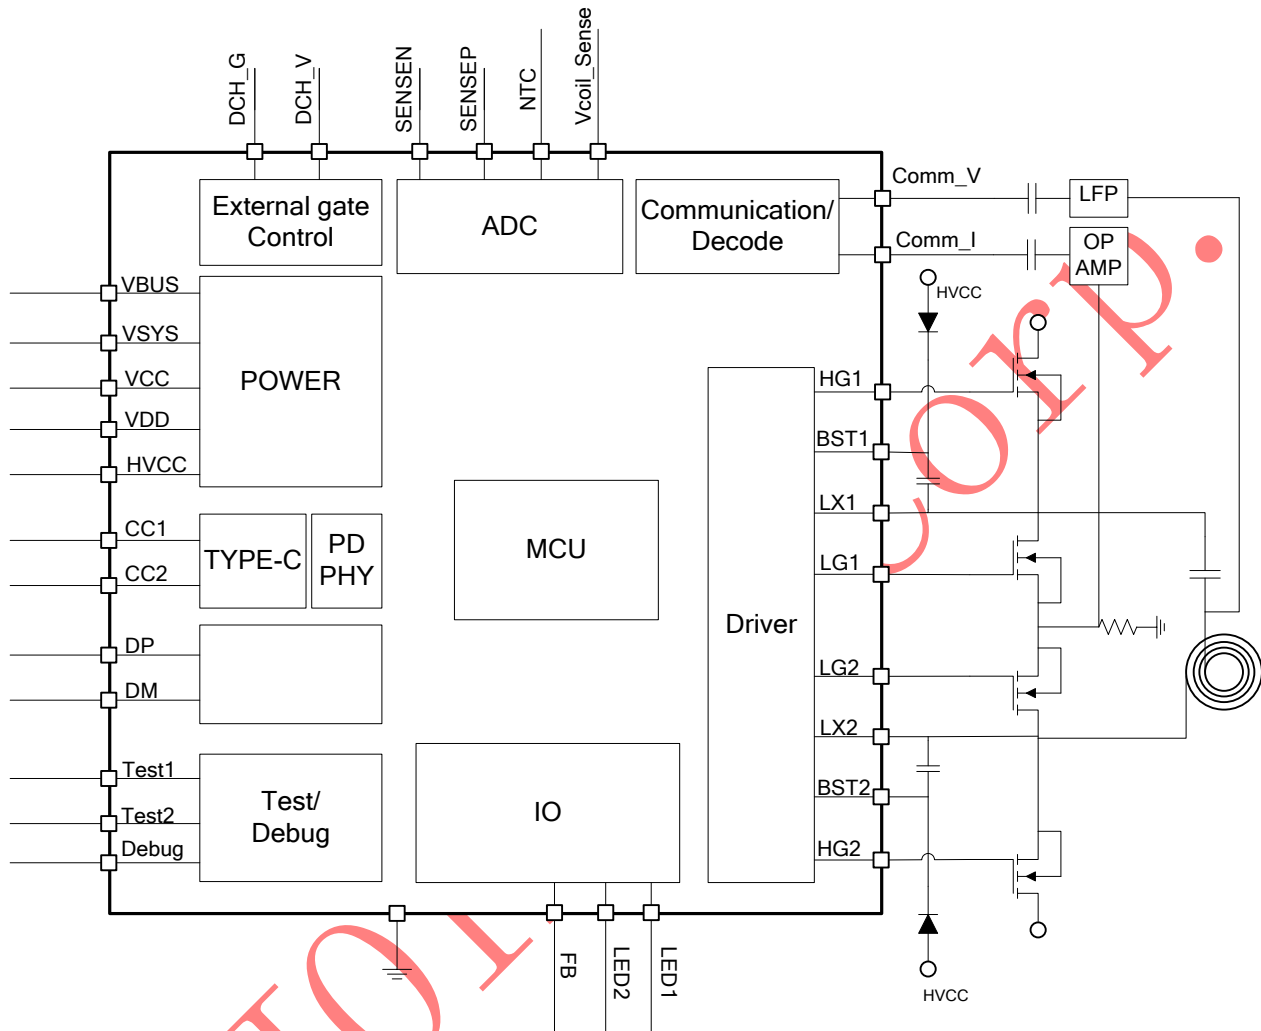 DCH_G
DCH_V
SENSEN
SENSEP
NTC
Vcoil_Sense
External gate
Control
ADC
Communication/
Decode
Comm_V
LFP
Comm_I
OP
AMP
HVCC
VBUS
VSYS
VCC
VDD
HVCC
POWER
CC1
CC2
TYPE-C
PD
PHY
MCU
DP
DM
Test1
Test2
Debug
Test/
Debug
IO
Driver
HG1
BST1
LX1
LG1
LG2
LX2
BST2
HG2
HVCC
FB
LED2
LED1
Corp.